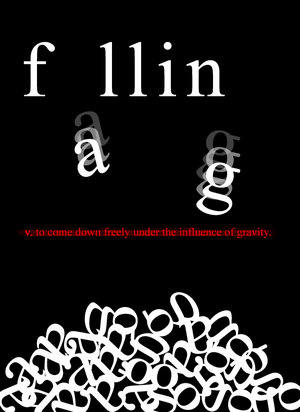 f llin
a
g
v. to come down freely under the influence of gravity.